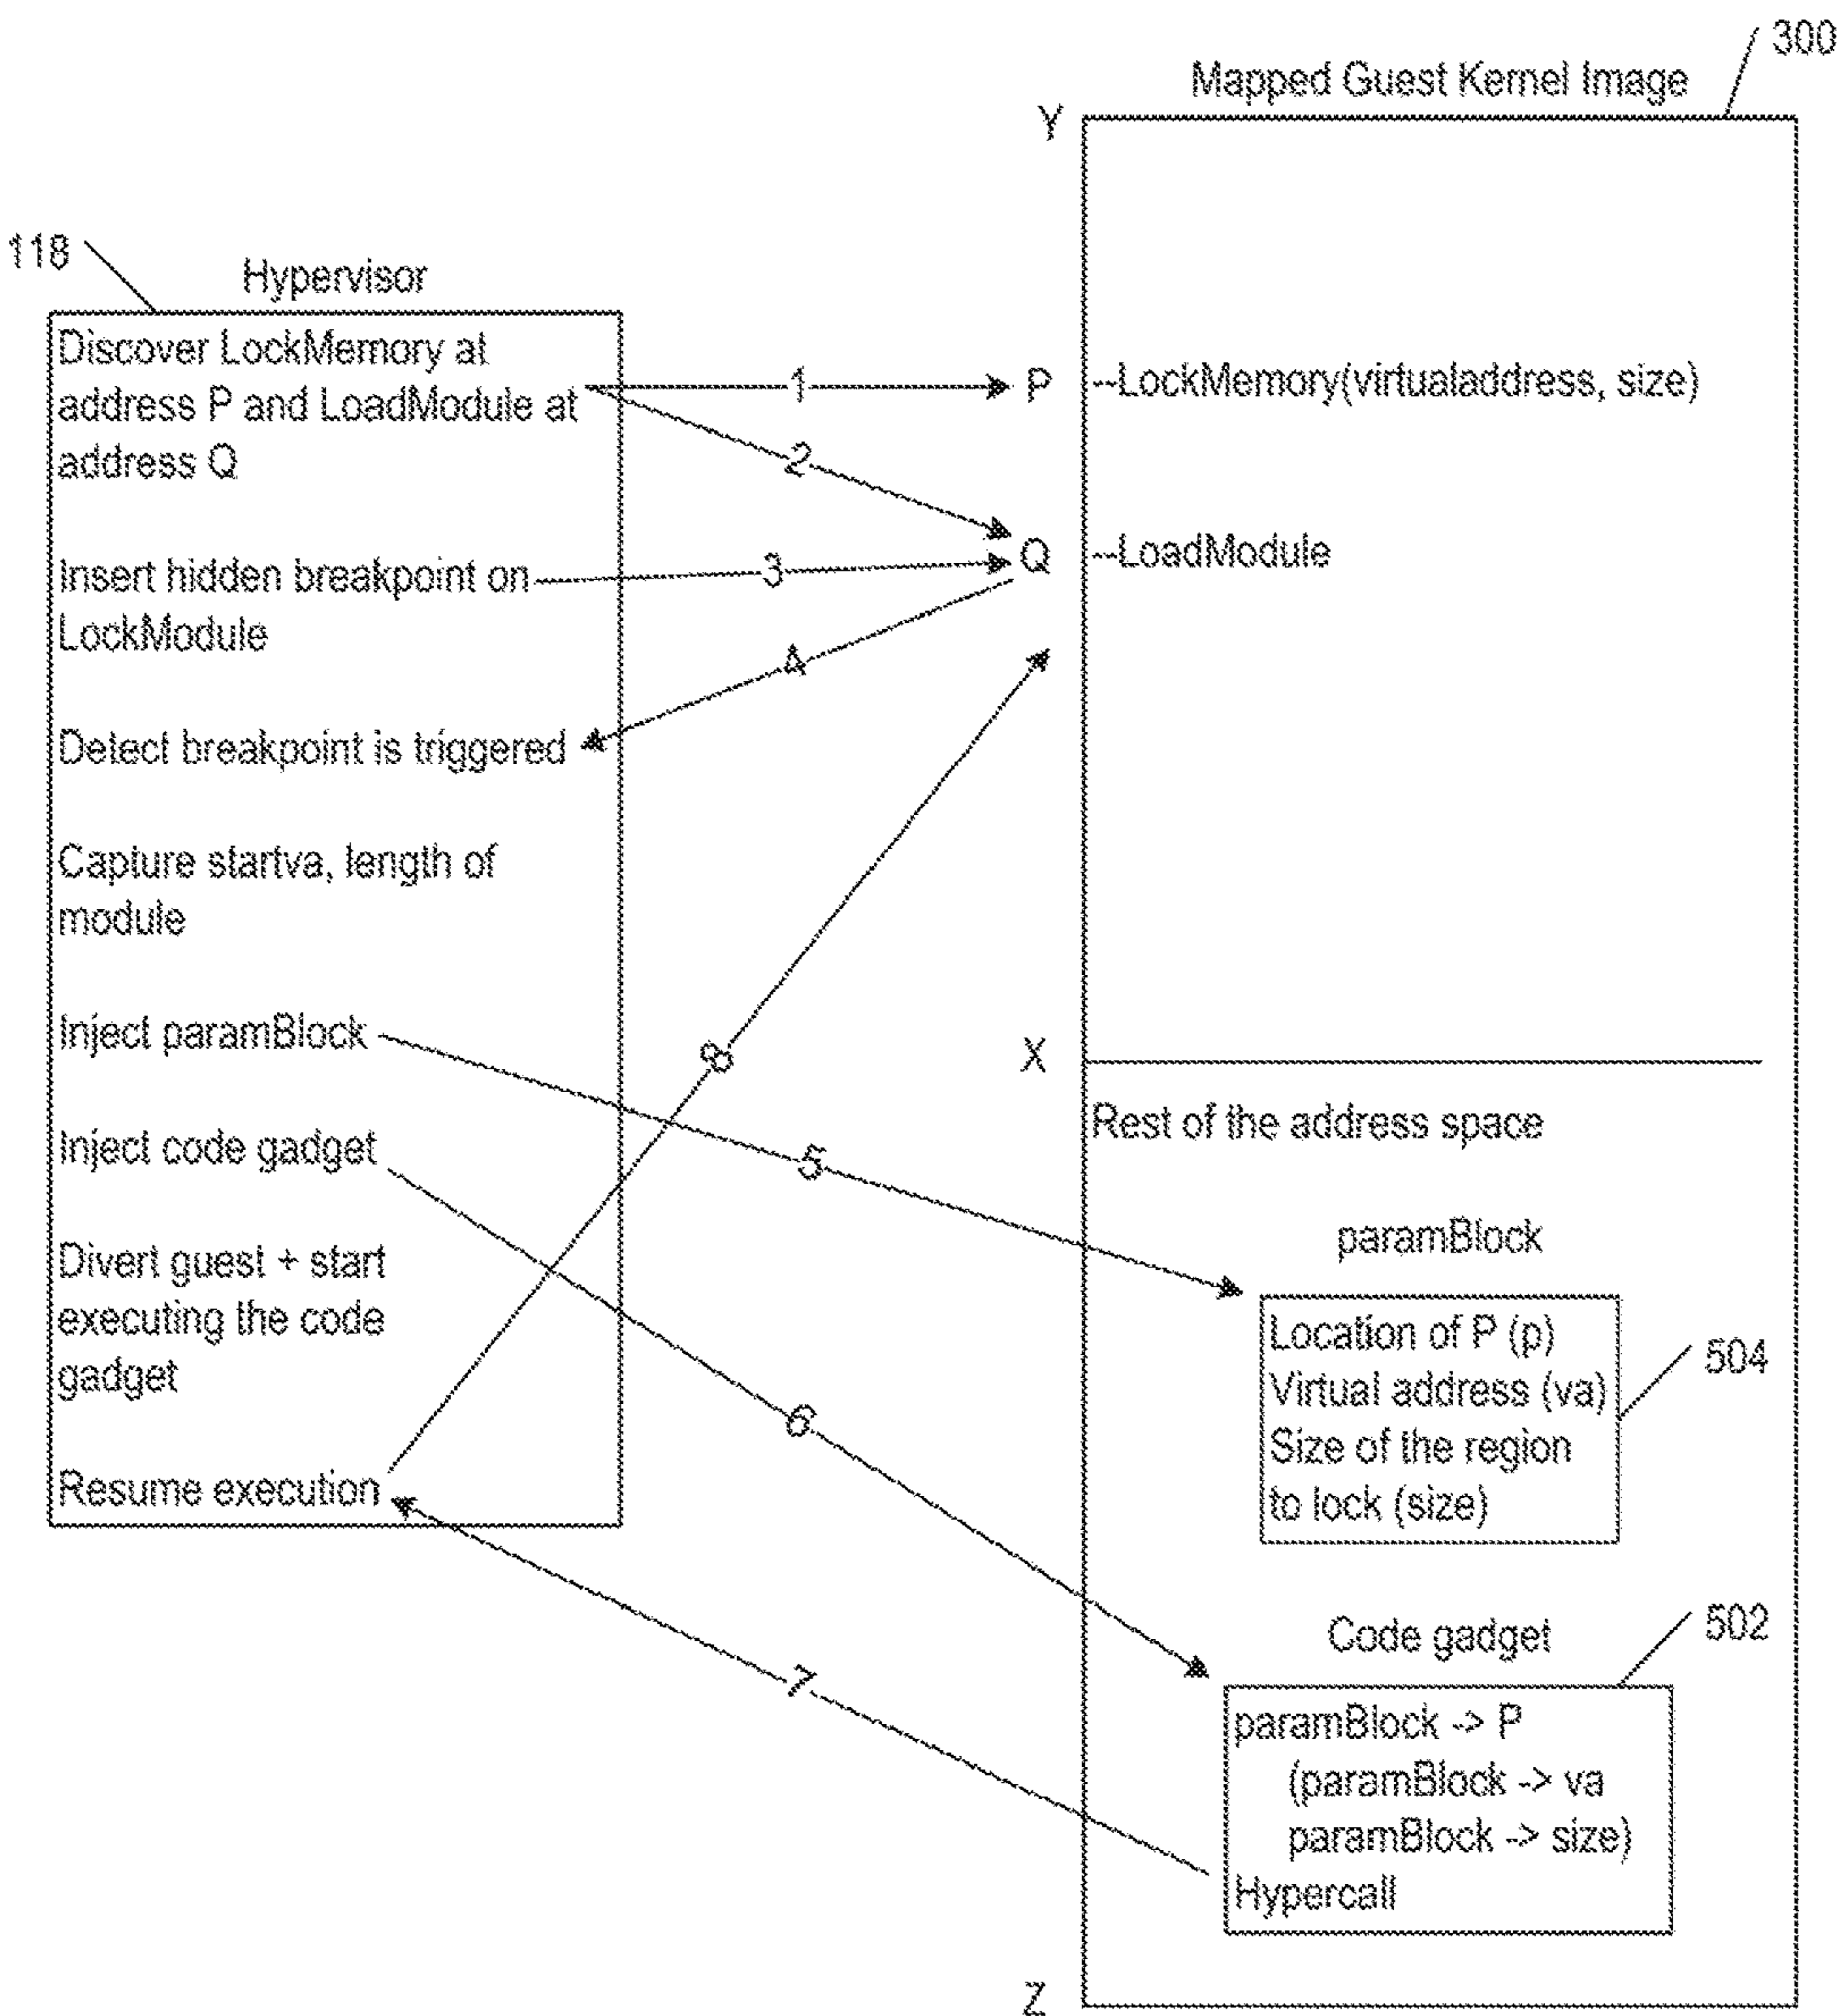 300
Mapped Guest Kernel Image
Y
118
Hypervisor
Discover LockMemory at
address P and LoadModule at
address Q
Insert hidden breakpoint on
LockModule
Detect breakpoint is triggered
Capture startva, length of
module
Inject paramBlock
Inject code gadget
Divert guest + start
executing the code
gadget
Resume execution
1
2
3
4
8
5
6
7
P
--LockMemory(virtualaddress, size)
Q
--LoadModule
X
Rest of the address space
paramBlock
Location of P (p)
Virtual address (va)
Size of the region
to lock (size)
504
Code gadget
502
paramBlock -> P
(paramBlock -> va
paramBlock -> size)
Hypercall
Z